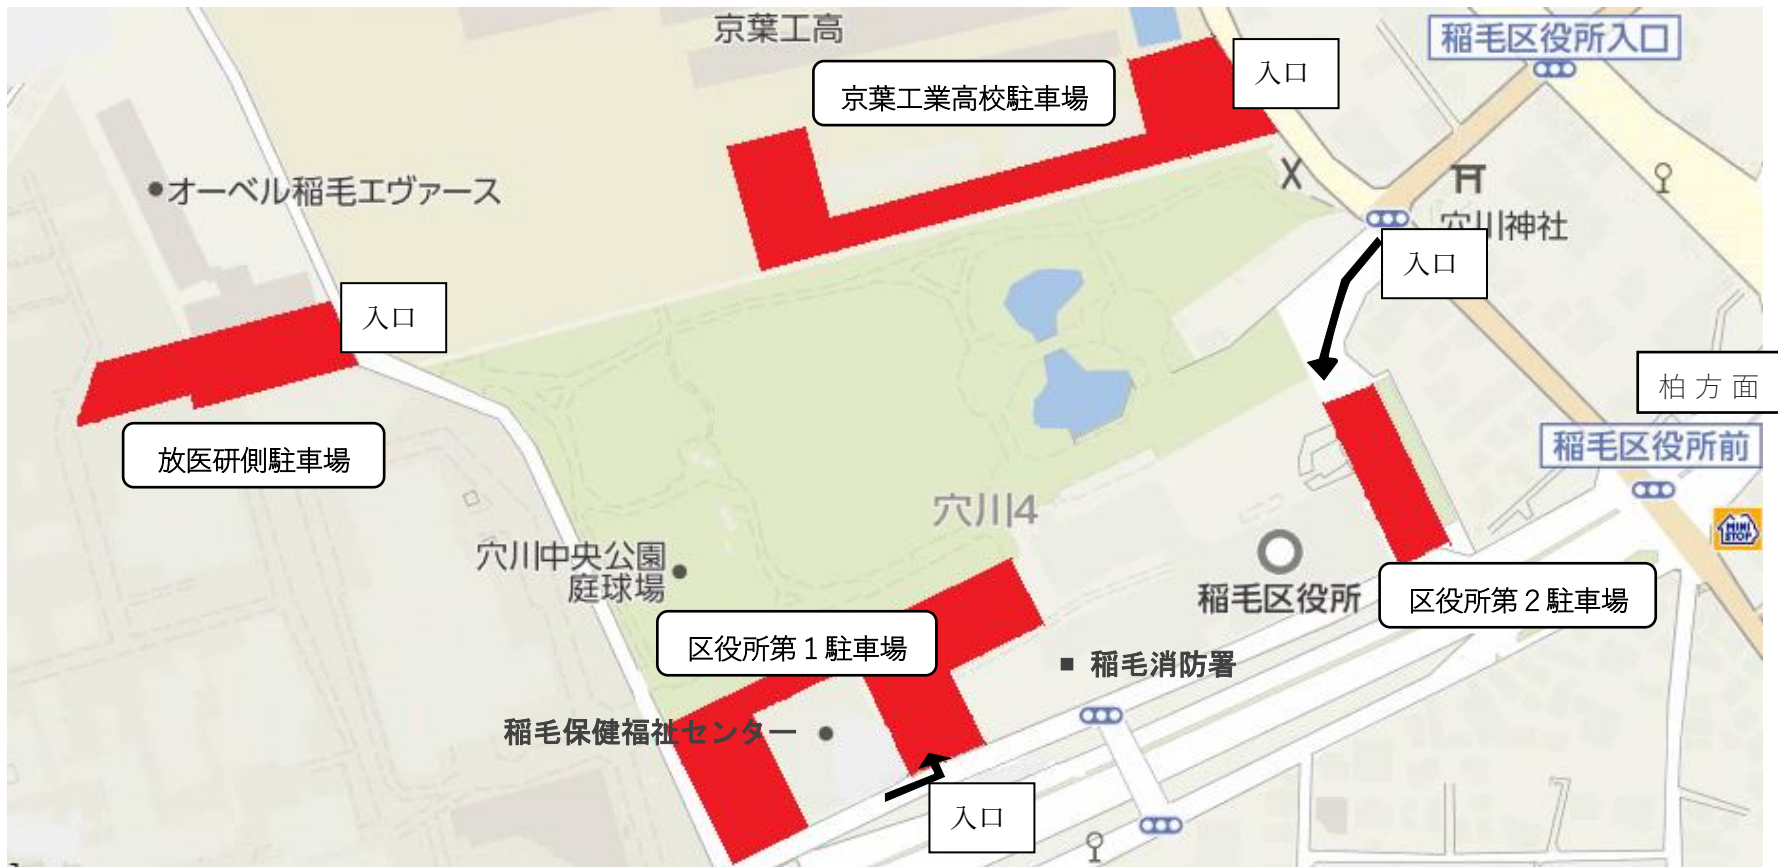 京葉工高
稲毛区役所入口
入口
京葉工業高校駐車場
オーベル稲毛エヴァース
穴川神社
入口
入口
柏方面
放医研側駐車場
稲毛区役所前
穴川4
MINI
STOP
穴川中央公園
庭球場
稲毛区役所
区役所第2駐車場
区役所第1駐車場
稲毛消防署
稲毛保健福祉センター
入口